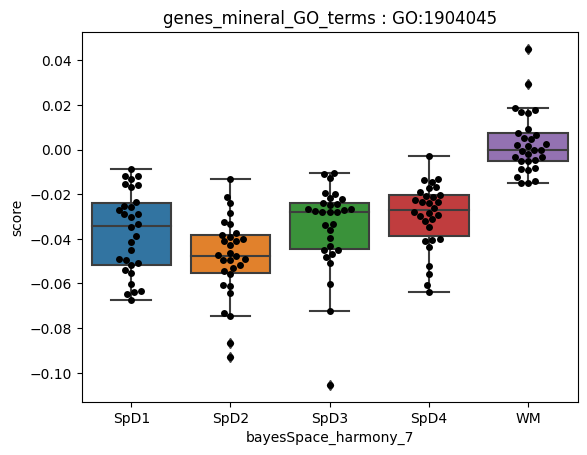 genes_mineral_GO_terms : GO:1904045
0.04
0.02
0.00
−0.02
−0.04
−0.06
−0.08
−0.10
score
SpD1 SpD2 SpD3 SpD4 WM
bayesSpace_harmony_7